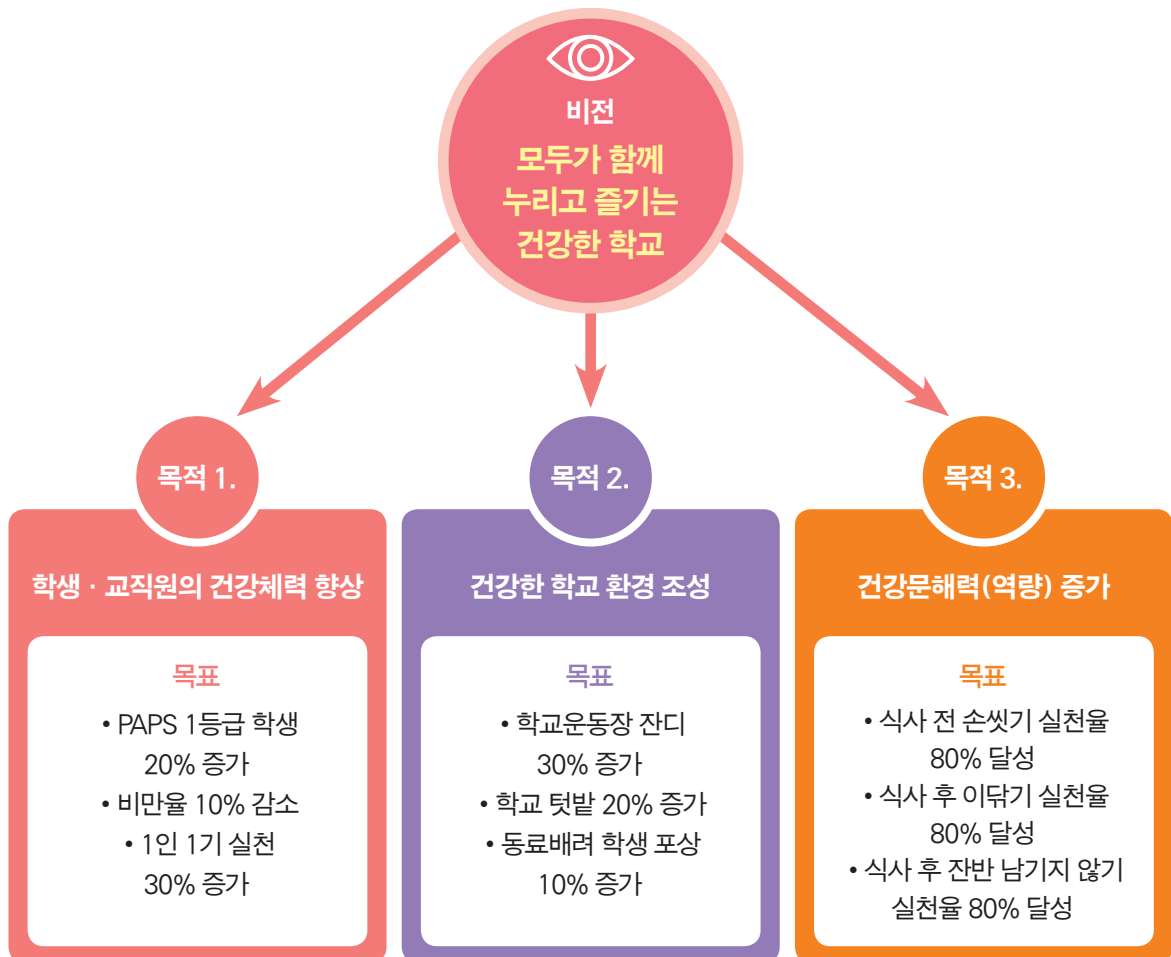 비전
모두가 함께
누리고 즐기는
건강한 학교
목적 1.
학생 · 교직원의 건강체력 향상
목표
• PAPS 1등급 학생
20% 증가
• 비만율 10% 감소
• 1인 1기 실천
30% 증가
목적 2.
건강한 학교 환경 조성
목표
• 학교운동장 잔디
30% 증가
• 학교 텃밭 20% 증가
• 동료배려 학생 포상
10% 증가
목적 3.
건강문해력(역량) 증가
목표
• 식사 전 손씻기 실천율
80% 달성
• 식사 후 이닦기 실천율
80% 달성
• 식사 후 잔반 남기지 않기
실천율 80% 달성